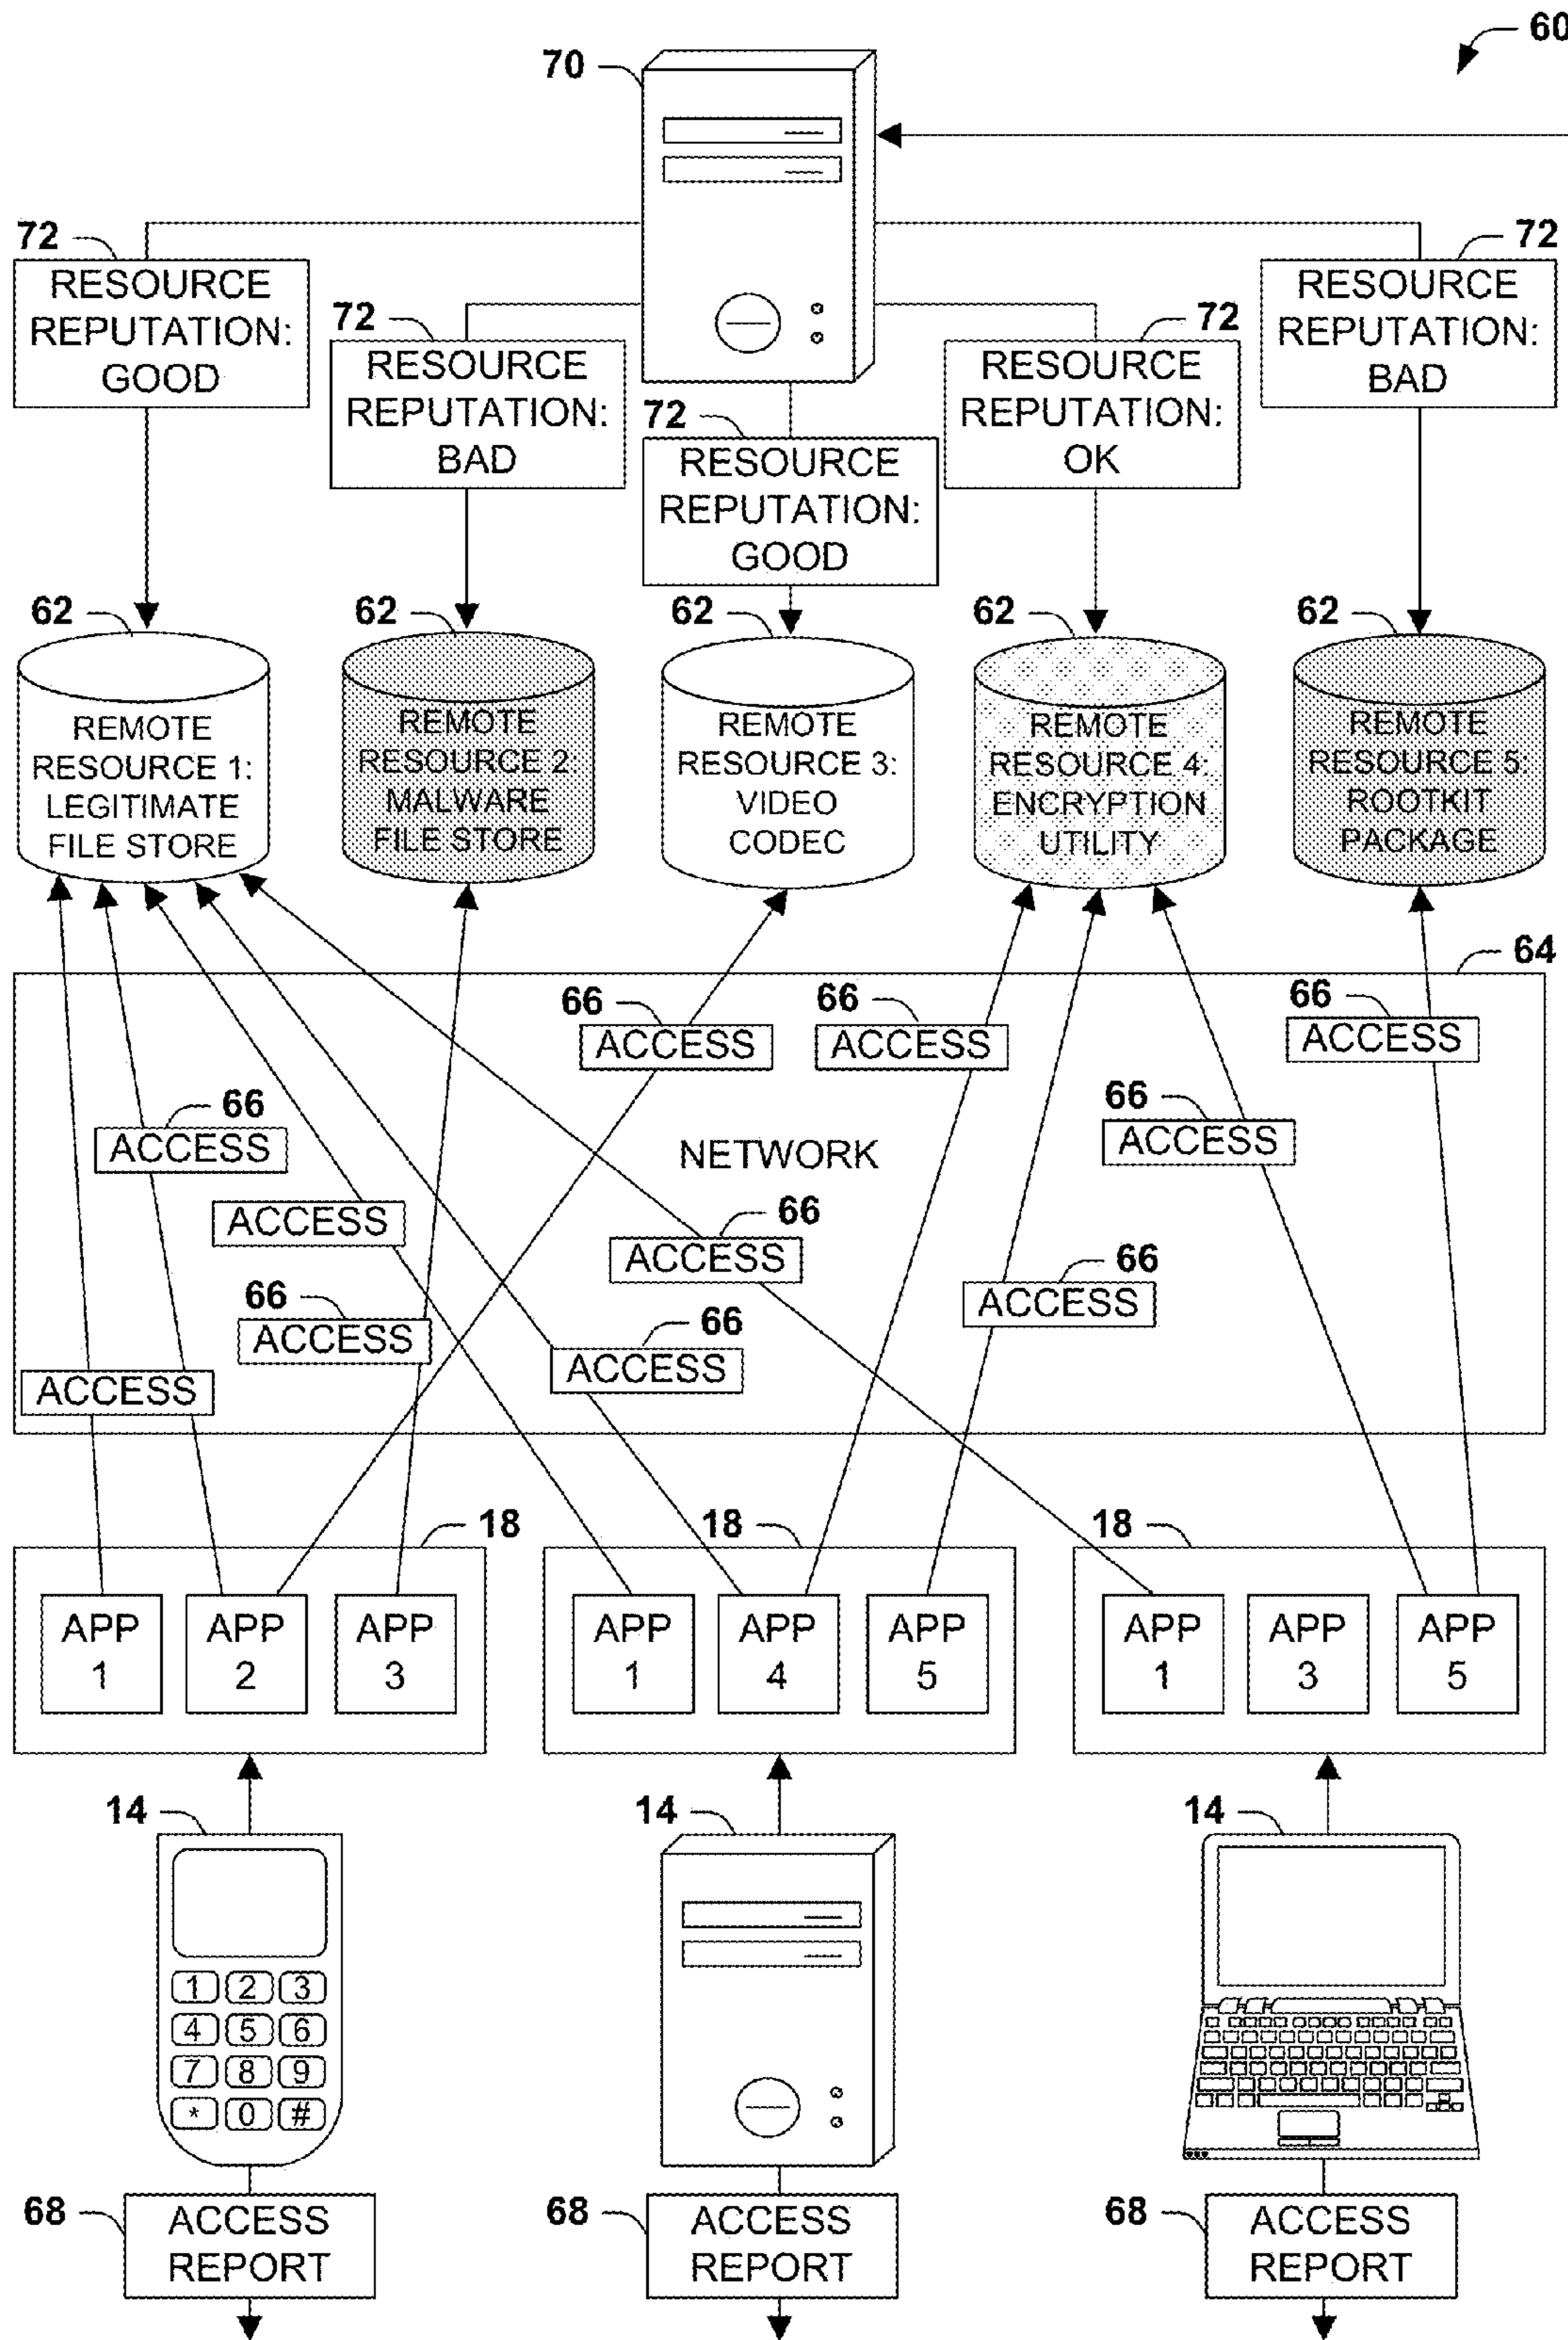 60
70
72
RESOURCE
REPUTATION:
GOOD
72
RESOURCE
REPUTATION:
BAD
72
RESOURCE
REPUTATION:
GOOD
72
RESOURCE
REPUTATION:
OK
72
RESOURCE
REPUTATION:
BAD
62
REMOTE
RESOURCE 1:
LEGITIMATE
FILE STORE
62
REMOTE
RESOURCE 2:
MALWARE
FILE STORE
62
REMOTE
RESOURCE 3:
VIDEO
CODEC
62
REMOTE
RESOURCE 4:
ENCRYPTION
UTILITY
62
REMOTE
RESOURCE 5:
ROOTKIT
PACKAGE
64
66
ACCESS
66
ACCESS
66
ACCESS
66
ACCESS
NETWORK
66
ACCESS
ACCESS
66
ACCESS
66
ACCESS
66
ACCESS
66
ACCESS
ACCESS
18
APP
1
APP
2
APP
3
18
APP
1
APP
4
APP
5
18
APP
1
APP
3
APP
5
14
1 2 3
4 5 6
7 8 9
* 0 #
14
14
68
ACCESS
REPORT
68
ACCESS
REPORT
68
ACCESS
REPORT